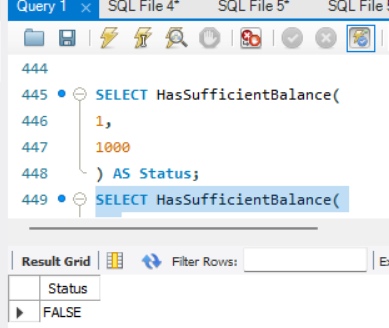 Query 1 × SQL File 4* SQL File 5* SQL File 5
444
445 SELECT HasSufficientBalance(
446 1,
447 1000
448 ) AS Status;
449 SELECT HasSufficientBalance(
Result Grid Filter Rows: Ex
Status
FALSE